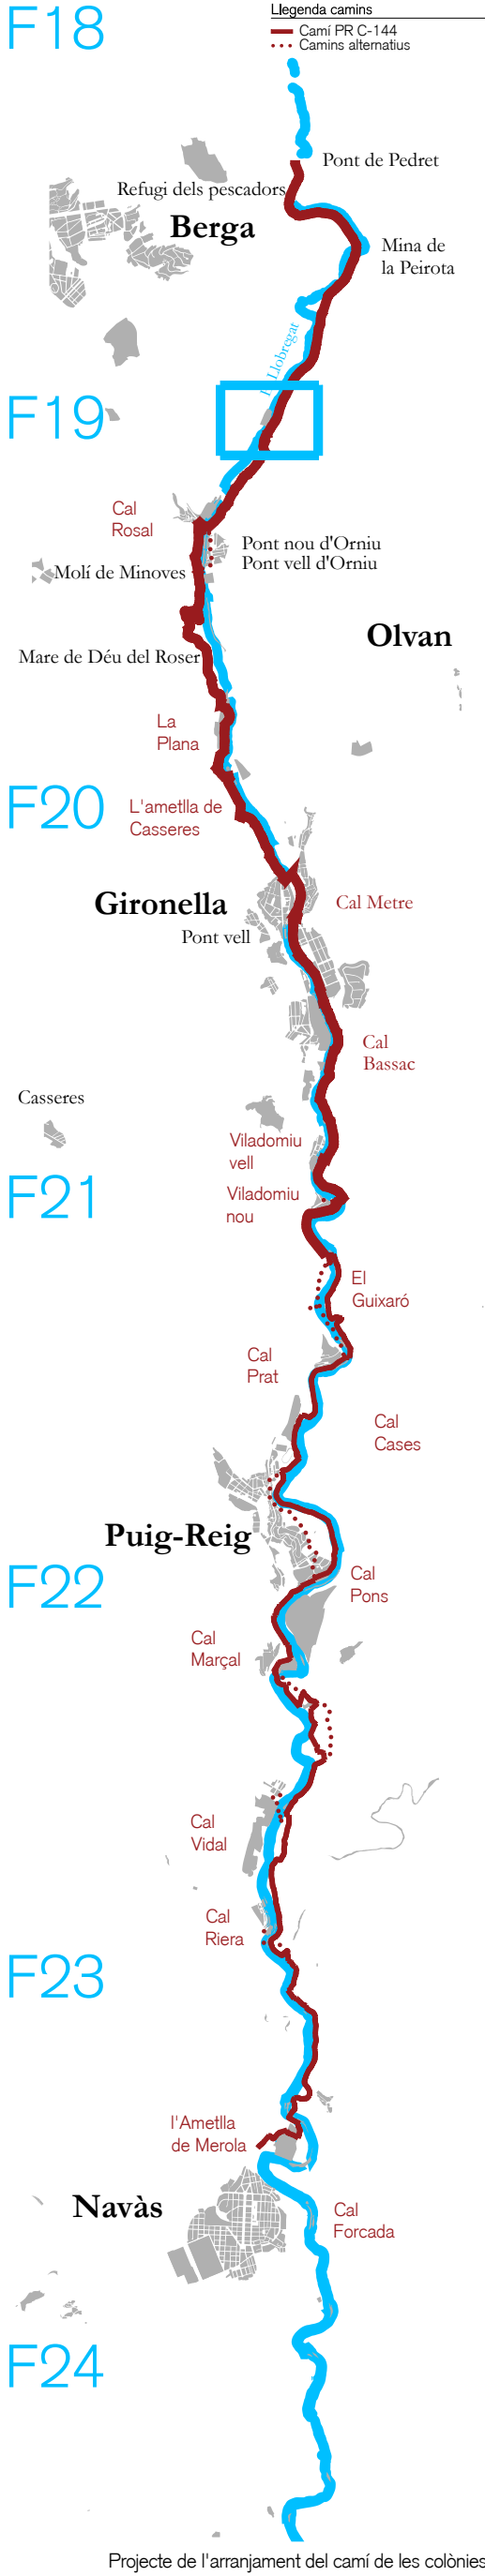 F18
Llegenda camins
Camí PR C-144
Camins alternatius
Pont de Pedret
Refugi dels pescadors
Berga
Mina de
la Peirota
Llobregat
F19
Cal
Rosal
Pont nou d'Orniu
Pont vell d'Orniu
Molí de Minoves
Olvan
Mare de Déu del Roser
La
Plana
F20
L'ametlla de
Casseres
Gironella
Cal Metre
Pont vell
Cal
Bassac
Casseres
Viladomiu
vell
F21
Viladomiu
nou
El
Guixaró
Cal
Prat
Cal
Cases
Puig-Reig
F22
Cal
Pons
Cal
Marçal
Cal
Vidal
Cal
Riera
F23
l'Ametlla
de Merola
Navàs
Cal
Forcada
F24
Projecte de l'arranjament del camí de les colònies